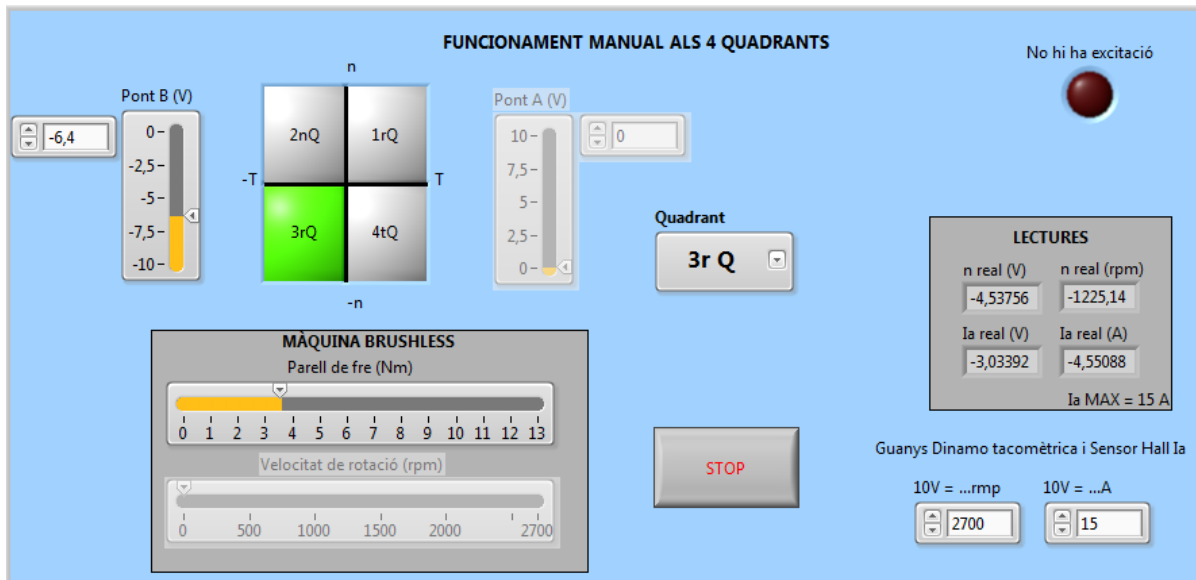 FUNCIONAMENT MANUAL ALS 4 QUADRANTS
No hi ha excitació
n
Pont B (V)
-6,4
0
-2,5
-5
-7,5
-10
2nQ
1rQ
-T
T
3rQ
4tQ
-n
Pont A (V)
0
10
7,5
5
2,5
0
Quadrant
3r Q
LECTURES
n real (V) n real (rpm)
-4,53756 -1225,14
Ia real (V) Ia real (A)
-3,03392 -4,55088
Ia MAX = 15 A
MÀQUINA BRUSHLESS
Parell de fre (Nm)
0 1 2 3 4 5 6 7 8 9 10 11 12 13
Velocitat de rotació (rpm)
0 500 1000 1500 2000 2700
STOP
Guanys Dinamo tacomètrica i Sensor Hall Ia
10V = ...rmp 10V = ...A
2700 15